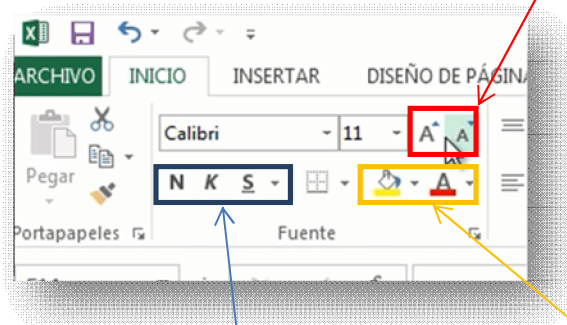 ARCHIVO INICIO INSERTAR DISEÑO DE PÁGINA
Calibri 11 A A
Pegar N K S A
Portapapeles Fuente